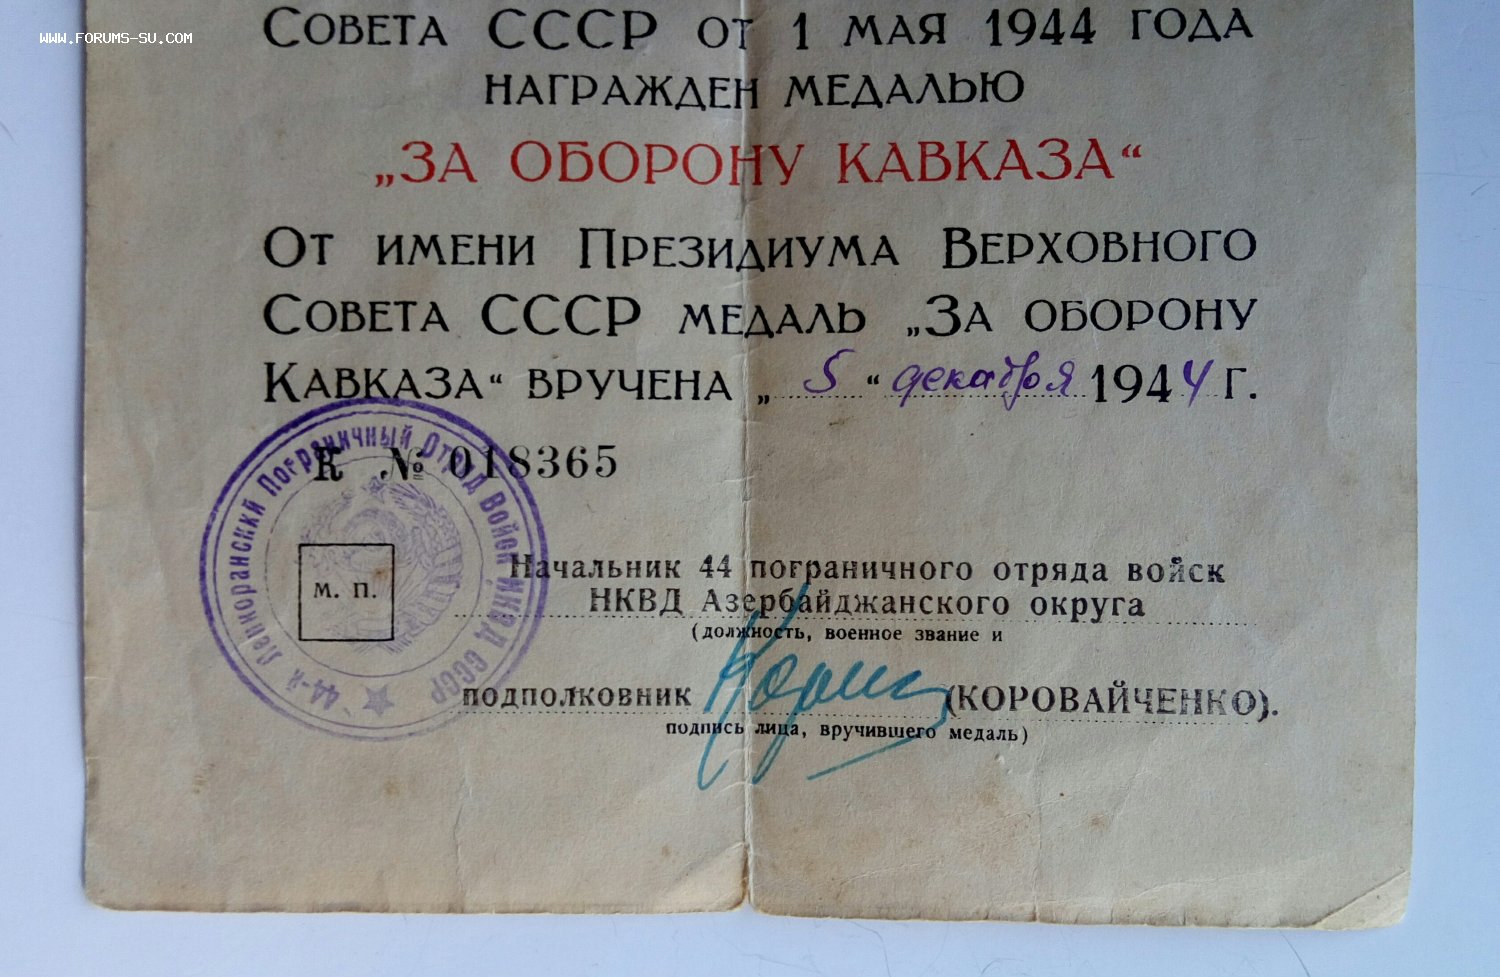 www.forums-su.com
Совета СССР от 1 мая 1944 года
награжден медалью
„За оборону Кавказа“
От имени Президиума Верховного
Совета СССР медаль „За оборону
Кавказа“ вручена „5“ декабря 1944 г.
К № 018365
44-й Ленкоранский Пограничный Отряд Войск НКВД СССР
м. п.
Начальник 44 пограничного отряда войск
НКВД Азербайджанского округа
(должность, военное звание и
подполковник (КОРОВАЙЧЕНКО).
подпись лица, вручившего медаль)